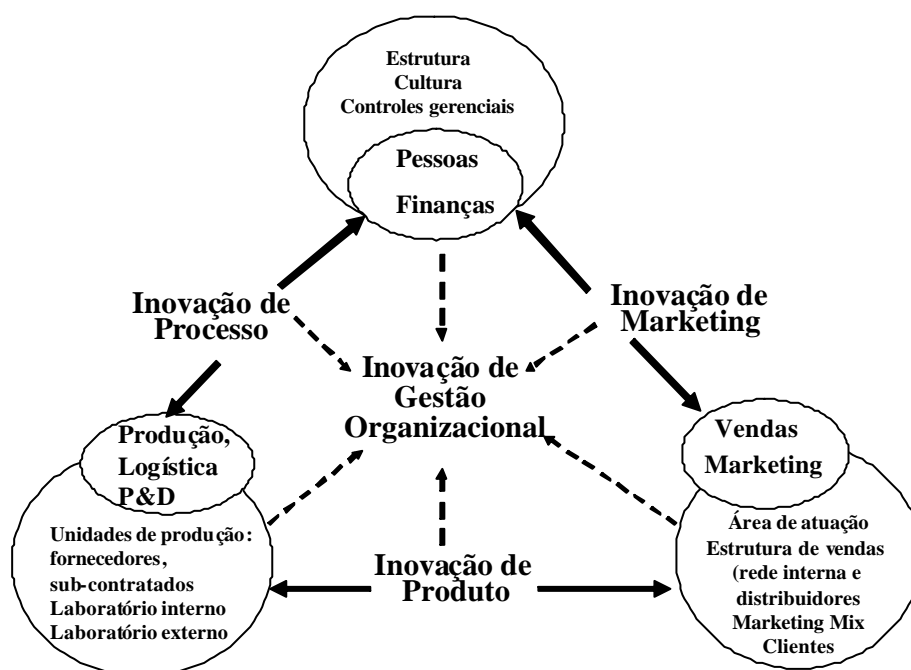 Estrutura
Cultura
Controles gerenciais
Pessoas
Finanças
Inovação de
Processo
Inovação de
Marketing
Inovação de
Gestão
Organizacional
Produção,
Logística
P&D
Unidades de produção:
fornecedores,
sub-contratados
Laboratório interno
Laboratório externo
Inovação de
Produto
Vendas
Marketing
Área de atuação
Estrutura de vendas
(rede interna e
distribuidores
Marketing Mix
Clientes